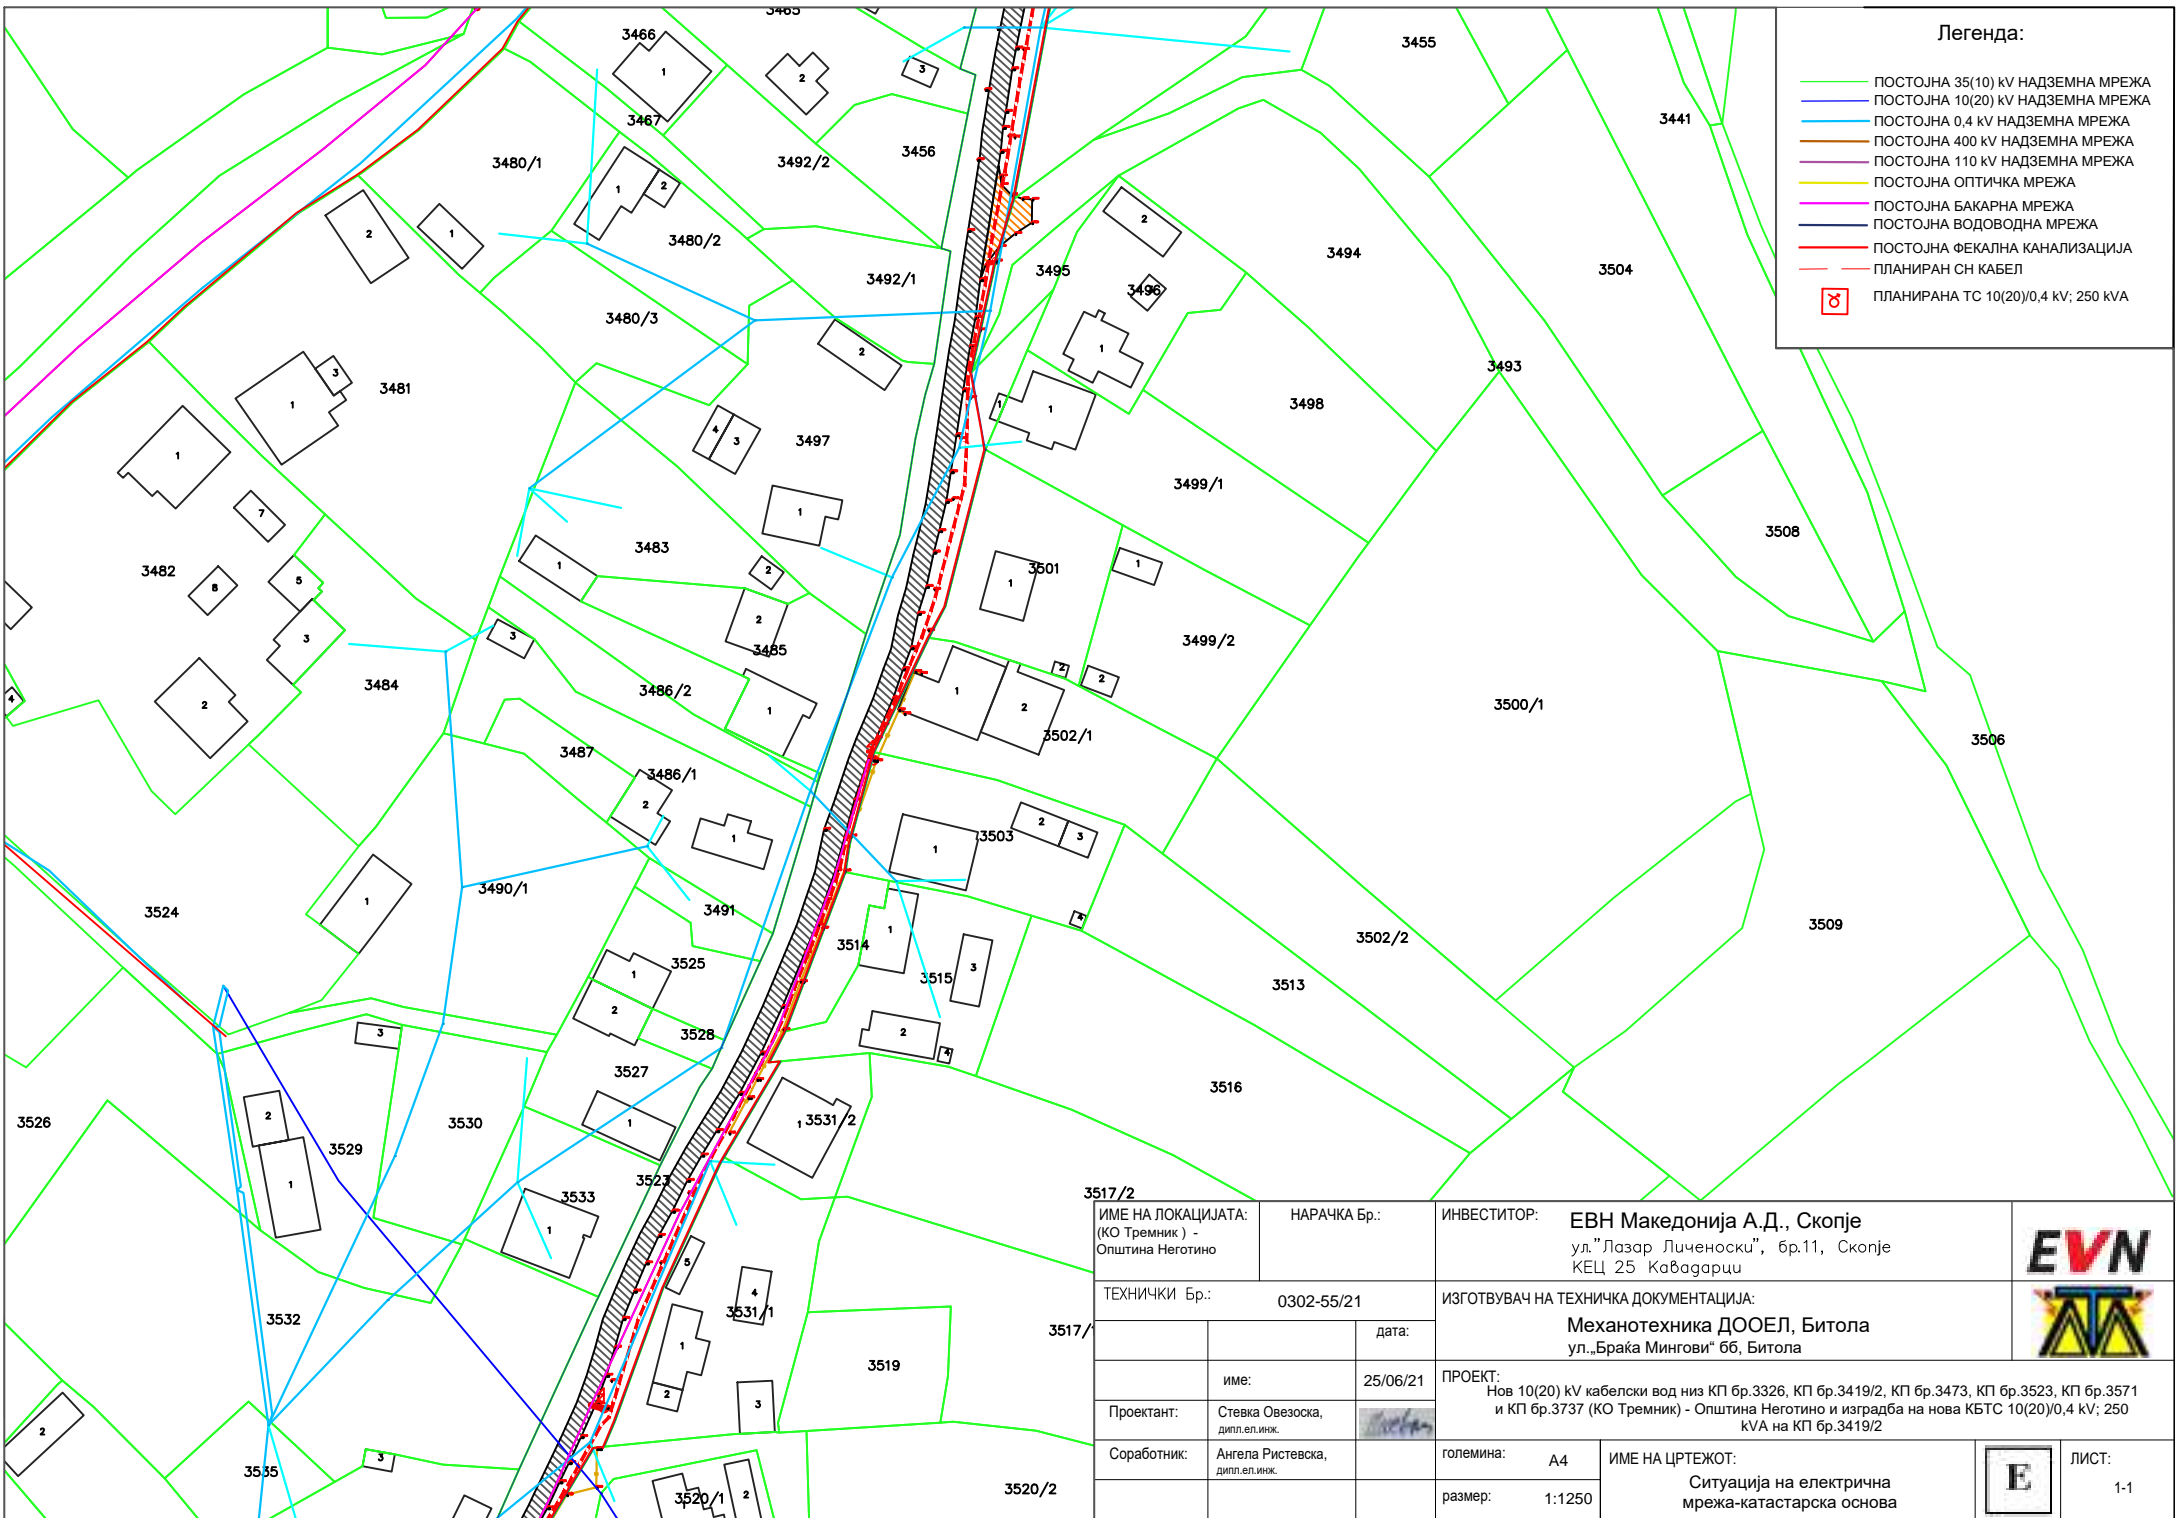 Легенда:
ПОСТОЈНА 35(10) kV НАДЗЕМНА МРЕЖА
ПОСТОЈНА 10(20) kV НАДЗЕМНА МРЕЖА
ПОСТОЈНА 0,4 kV НАДЗЕМНА МРЕЖА
ПОСТОЈНА 400 kV НАДЗЕМНА МРЕЖА
ПОСТОЈНА 110 kV НАДЗЕМНА МРЕЖА
ПОСТОЈНА ОПТИЧКА МРЕЖА
ПОСТОЈНА БАКАРНА МРЕЖА
ПОСТОЈНА ВОДОВОДНА МРЕЖА
ПОСТОЈНА ФЕКАЛНА КАНАЛИЗАЦИЈА
ПЛАНИРАН СН КАБЕЛ
ПЛАНИРАНА ТС 10(20)/0,4 kV; 250 kVA
3465
3466
3455
3467
3441
3480/1
3492/2
3456
3480/2
3494
3504
3495
3492/1
3496
3480/3
3493
3481
3498
3497
3499/1
3508
3483
3482
3501
3499/2
3485
3484
3486/2
3500/1
3502/1
3506
3487
3486/1
3503
3490/1
3491
3524
3509
3502/2
3514
3525
3515
3513
3528
3527
3516
3526
3530
3531/2
3529
3523
3533
3517/2
3531/1
3532
3517/1
3519
3535
3520/2
3520/1
ИМЕ НА ЛОКАЦИЈАТА:
(КО Тремник ) -
Општина Неготино
НАРАЧКА Бр.:
ИНВЕСТИТОР:
ЕВН Македонија А.Д., Скопје
ул."Лазар Личеноски", бр.11, Скопје
КЕЦ 25 Кавадарци
EVN
ТЕХНИЧКИ Бр.:
0302-55/21
ИЗГОТВУВАЧ НА ТЕХНИЧКА ДОКУМЕНТАЦИЈА:
Механотехника ДООЕЛ, Битола
ул.„Браќа Мингови“ бб, Битола
дата:
име:
25/06/21
ПРОЕКТ:
Нов 10(20) kV кабелски вод низ КП бр.3326, КП бр.3419/2, КП бр.3473, КП бр.3523, КП бр.3571
и КП бр.3737 (КО Тремник) - Општина Неготино и изградба на нова КБТС 10(20)/0,4 kV; 250
kVA на КП бр.3419/2
Проектант:
Стевка Овезоска,
дипл.ел.инж.
Соработник:
Ангела Ристевска,
дипл.ел.инж.
големина:
А4
размер:
1:1250
ИМЕ НА ЦРТЕЖОТ:
Ситуација на електрична
мрежа-катастарска основа
Е
ЛИСТ:
1-1